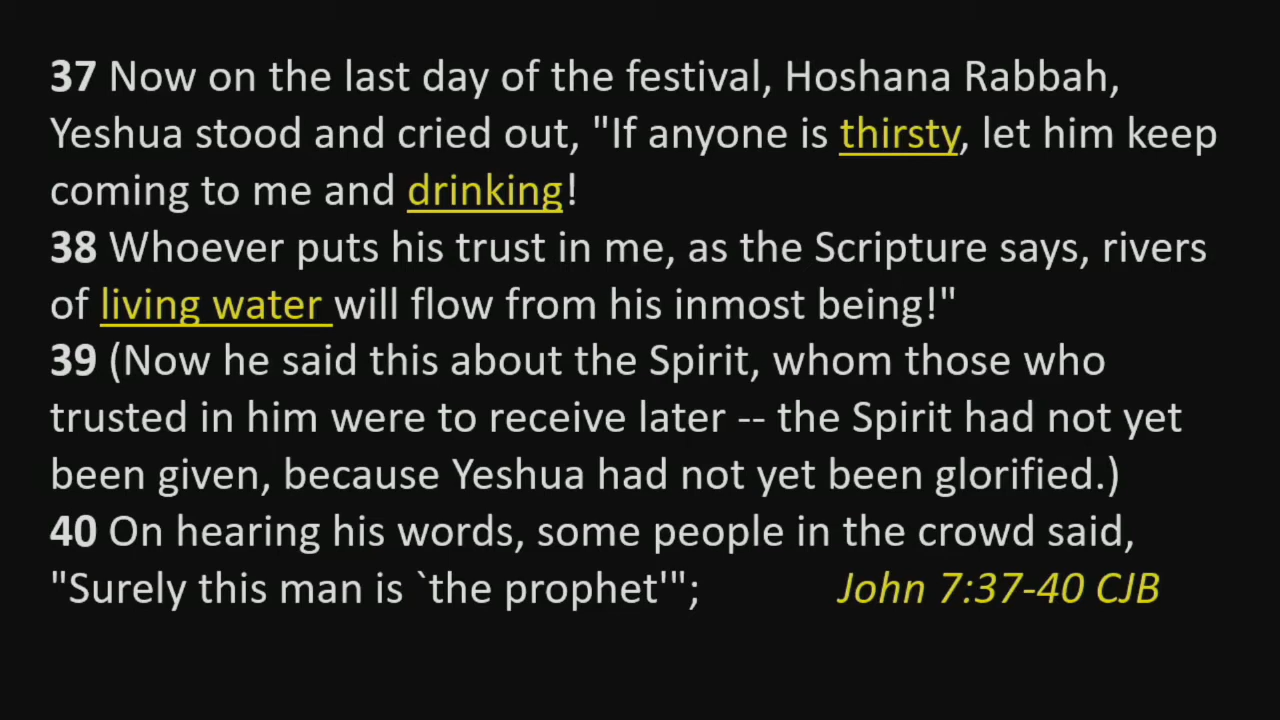 37 Now on the last day of the festival, Hoshana Rabbah,
Yeshua stood and cried out, "If anyone is thirsty, let him keep
coming to me and drinking!
38 Whoever puts his trust in me, as the Scripture says, rivers
of living water will flow from his inmost being!"
39 (Now he said this about the Spirit, whom those who
trusted in him were to receive later -- the Spirit had not yet
been given, because Yeshua had not yet been glorified.)
40 On hearing his words, some people in the crowd said,
"Surely this man is `the prophet'"; John 7:37-40 CJB